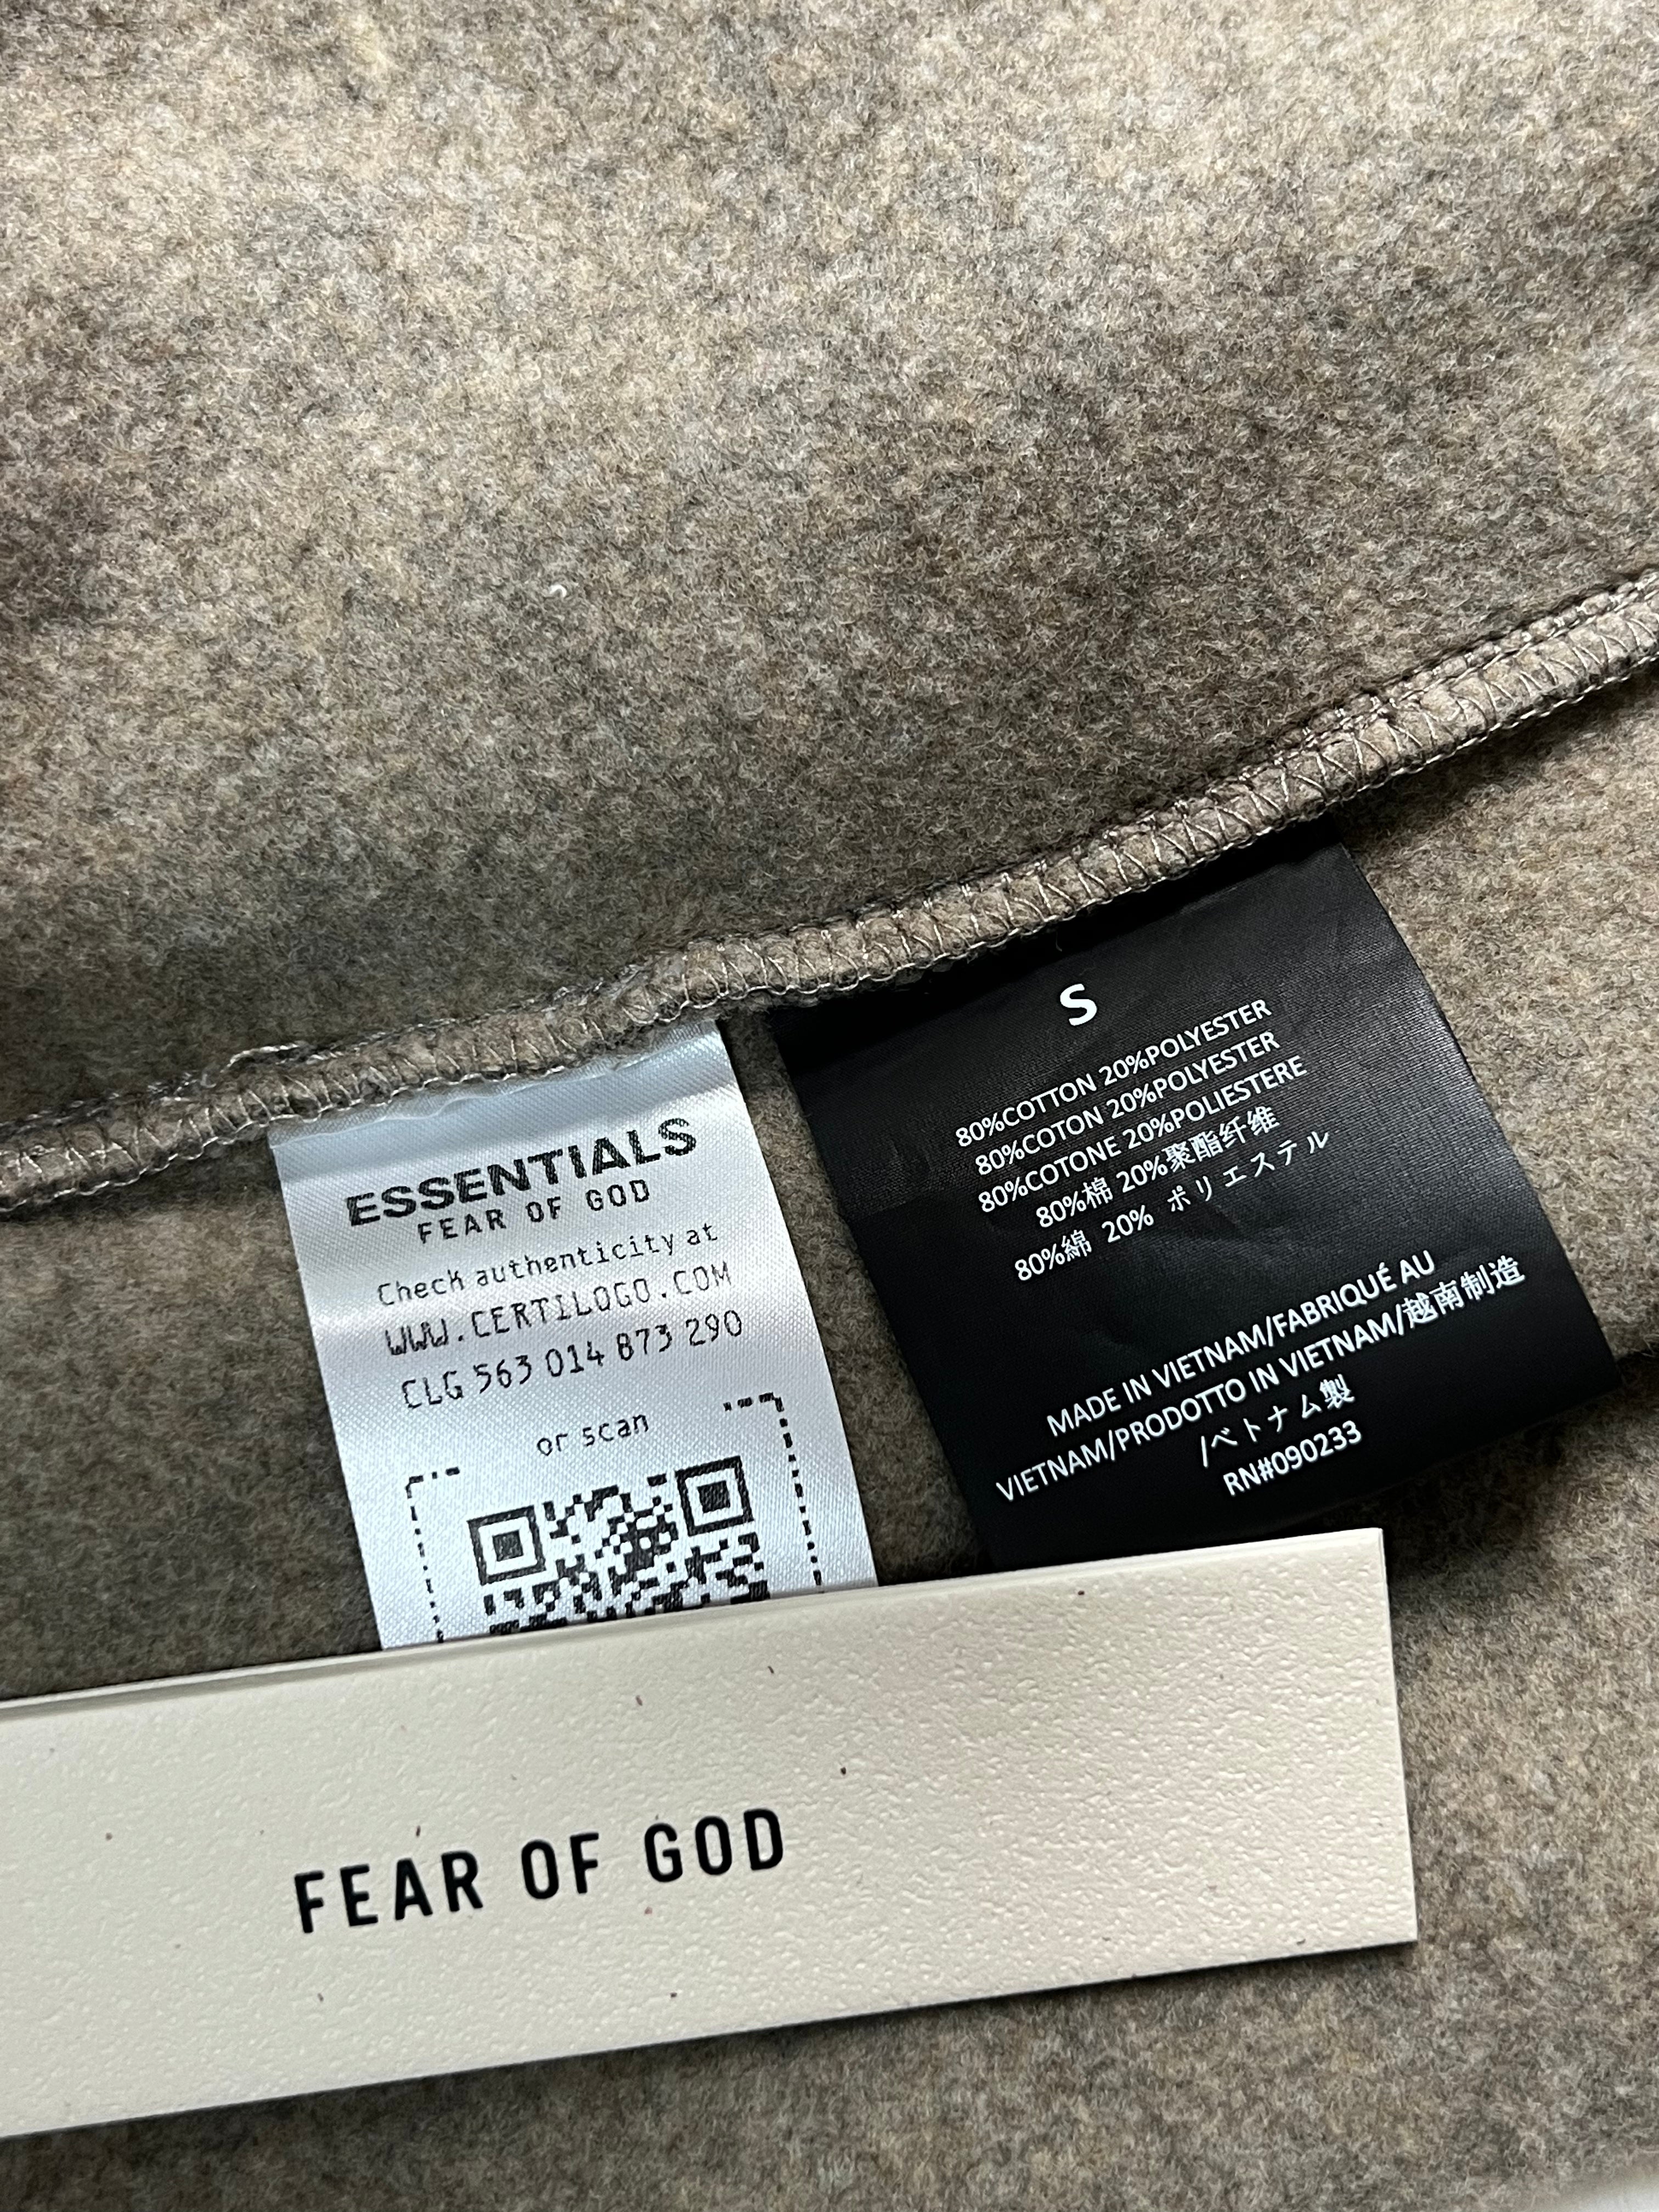 ESSENTIALS
FEAR OF GOD
Check authenticity at
WWW.CERTILOGO.COM
CLG 563 014 873 290
or scan
S
80%COTTON 20%POLYESTER
80%COTON 20%POLYESTER
80%COTONE 20%POLIESTERE
80%棉 20%聚酯纤维
80%綿 20% ポリエステル
MADE IN VIETNAM/FABRIQUÉ AU
VIETNAM/PRODOTTO IN VIETNAM/越南制造
/ベトナム製
RN#090233
FEAR OF GOD